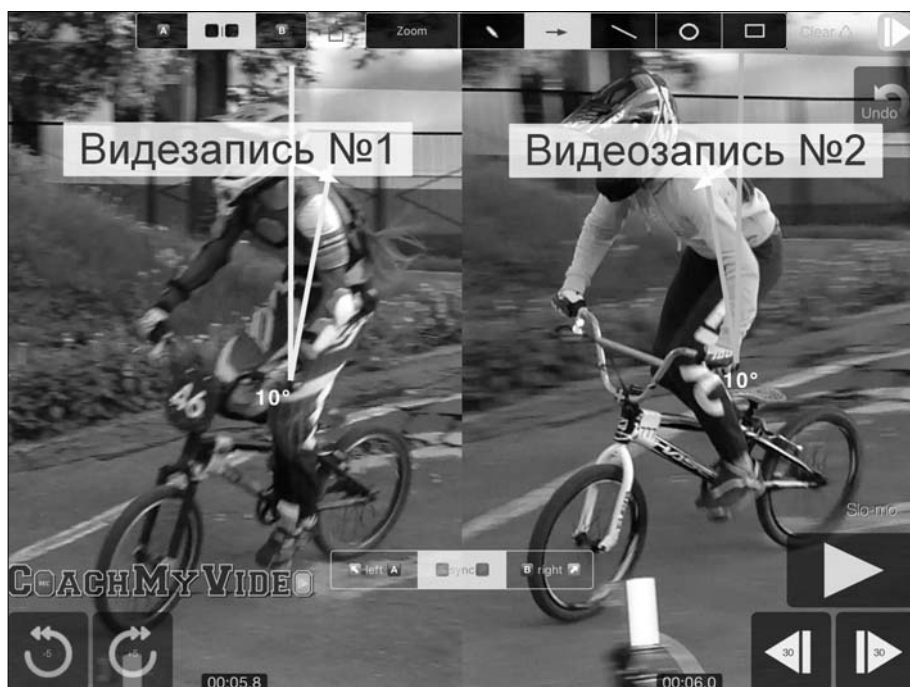 A B Zoom Clear
Undo
Видезапись №1 Видеозапись №2
10° 10°
46
Slo-mo
left A sync B right
COACHMYVIDEO
-5 +5 30 30
00:05.8 00:06.0